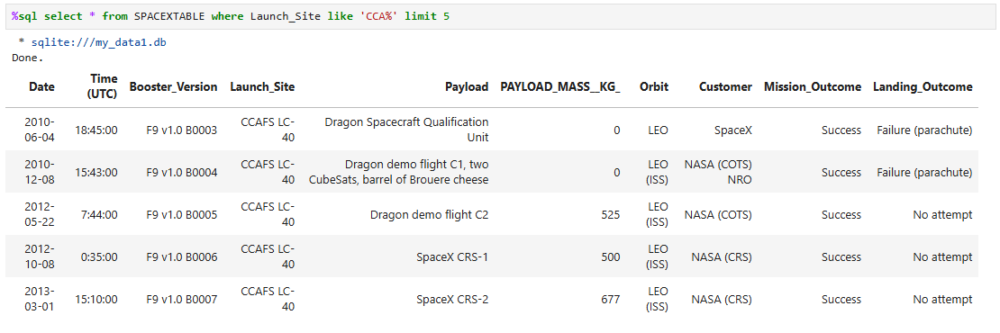 %sql select * from SPACEXTABLE where Launch_Site like 'CCA%' limit 5
* sqlite:///my_data1.db
Done.
Date Time (UTC) Booster_Version Launch_Site Payload PAYLOAD_MASS__KG_ Orbit Customer Mission_Outcome Landing_Outcome
2010-06-04 18:45:00 F9 v1.0 B0003 CCAFS LC-40 Dragon Spacecraft Qualification Unit 0 LEO SpaceX Success Failure (parachute)
2010-12-08 15:43:00 F9 v1.0 B0004 CCAFS LC-40 Dragon demo flight C1, two CubeSats, barrel of Brouere cheese 0 LEO (ISS) NASA (COTS) NRO Success Failure (parachute)
2012-05-22 7:44:00 F9 v1.0 B0005 CCAFS LC-40 Dragon demo flight C2 525 LEO (ISS) NASA (COTS) Success No attempt
2012-10-08 0:35:00 F9 v1.0 B0006 CCAFS LC-40 SpaceX CRS-1 500 LEO (ISS) NASA (CRS) Success No attempt
2013-03-01 15:10:00 F9 v1.0 B0007 CCAFS LC-40 SpaceX CRS-2 677 LEO (ISS) NASA (CRS) Success No attempt